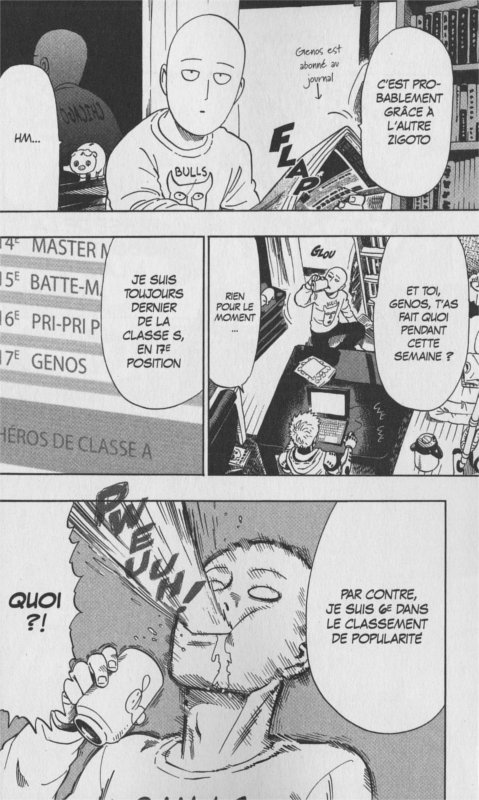 Genos est
abonné au
journal
C'EST PRO-
BABLEMENT
GRÂCE À
L'AUTRE
ZIGOTO
HM...
BULLS
FLAP!
GLOU
ET TOI,
GENOS, T'AS
FAIT QUOI
PENDANT
CETTE
SEMAINE ?
RIEN
POUR LE
MOMENT
...
JE SUIS
TOUJOURS
DERNIER
DE LA
CLASSE S,
EN 17E
POSITION
14E MASTER M
15E BATTE-MA
16E PRI-PRI P
17E GENOS
HÉROS DE CLASSE A
PAR CONTRE,
JE SUIS 6E DANS
LE CLASSEMENT
DE POPULARITÉ
PWEUUUH!
QUOI
?!